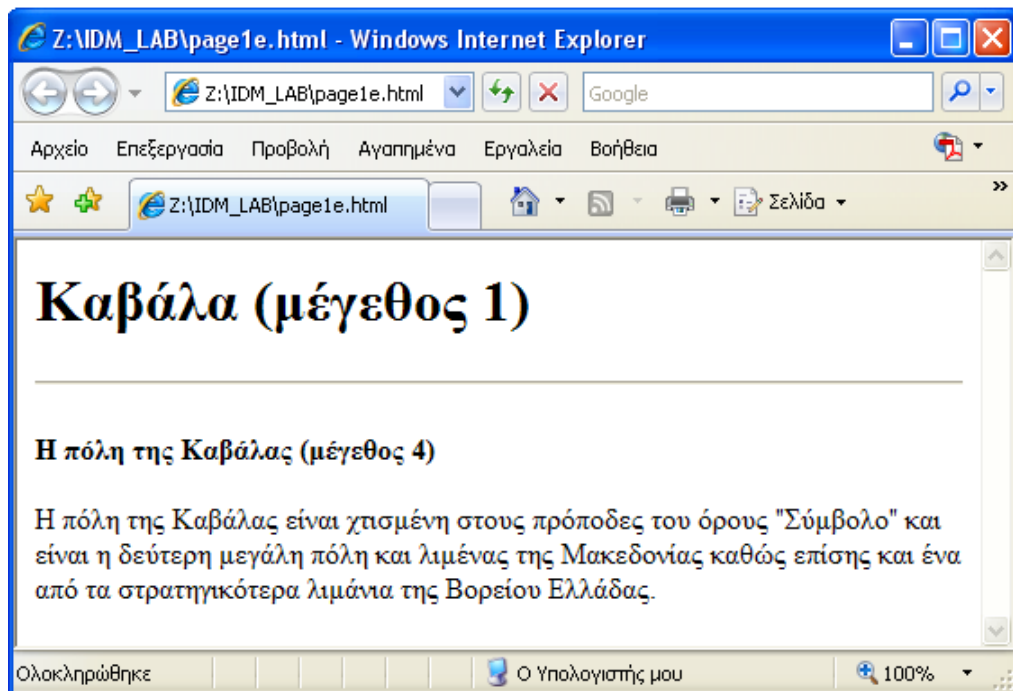 Z:\IDM_LAB\page1e.html - Windows Internet Explorer
Z:\IDM_LAB\page1e.html Google
Αρχείο Επεξεργασία Προβολή Αγαπημένα Εργαλεία Βοήθεια
Z:\IDM_LAB\page1e.html Σελίδα »
Καβάλα (μέγεθος 1)
Η πόλη της Καβάλας (μέγεθος 4)
Η πόλη της Καβάλας είναι χτισμένη στους πρόποδες του όρους "Σύμβολο" και
είναι η δεύτερη μεγάλη πόλη και λιμένας της Μακεδονίας καθώς επίσης και ένα
από τα στρατηγικότερα λιμάνια της Βορείου Ελλάδας.
Ολοκληρώθηκε Ο Υπολογιστής μου 100%